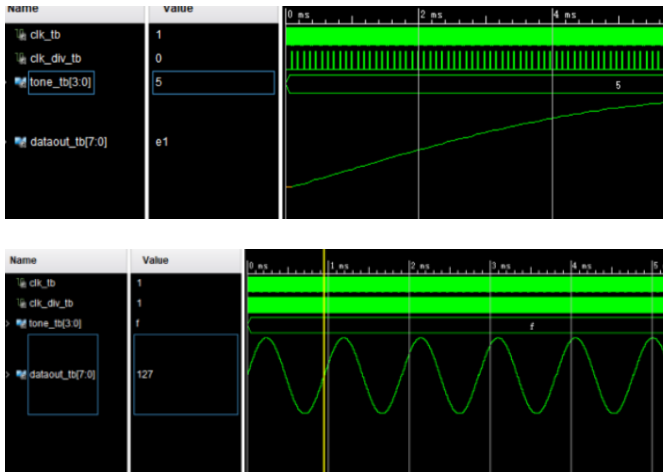 Name Value 0 ms 2 ms 4 ms
clk_tb 1
clk_div_tb 0
tone_tb[3:0] 5 5
dataout_tb[7:0] e1
Name Value 0 ms 1 ms 2 ms 3 ms 4 ms 5
clk_tb 1
clk_div_tb 1
tone_tb[3:0] f f
dataout_tb[7:0] 127